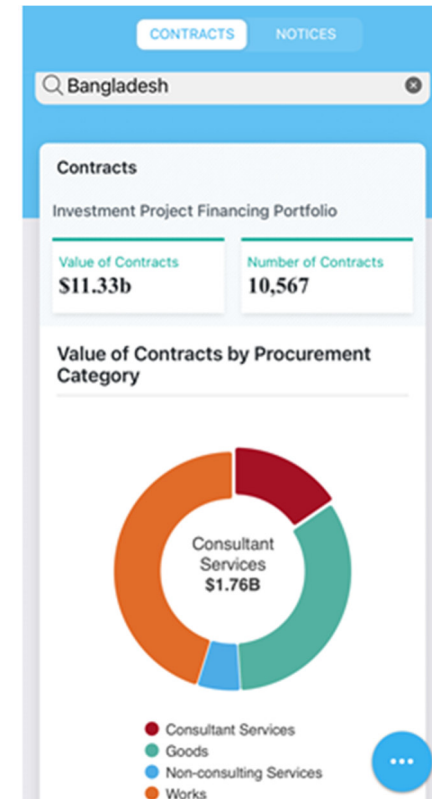 CONTRACTS
NOTICES
Bangladesh
Contracts
Investment Project Financing Portfolio
Value of Contracts
$11.33b
Number of Contracts
10,567
Value of Contracts by Procurement
Category
Consultant
Services
$1.76B
Consultant Services
Goods
Non-consulting Services
Works